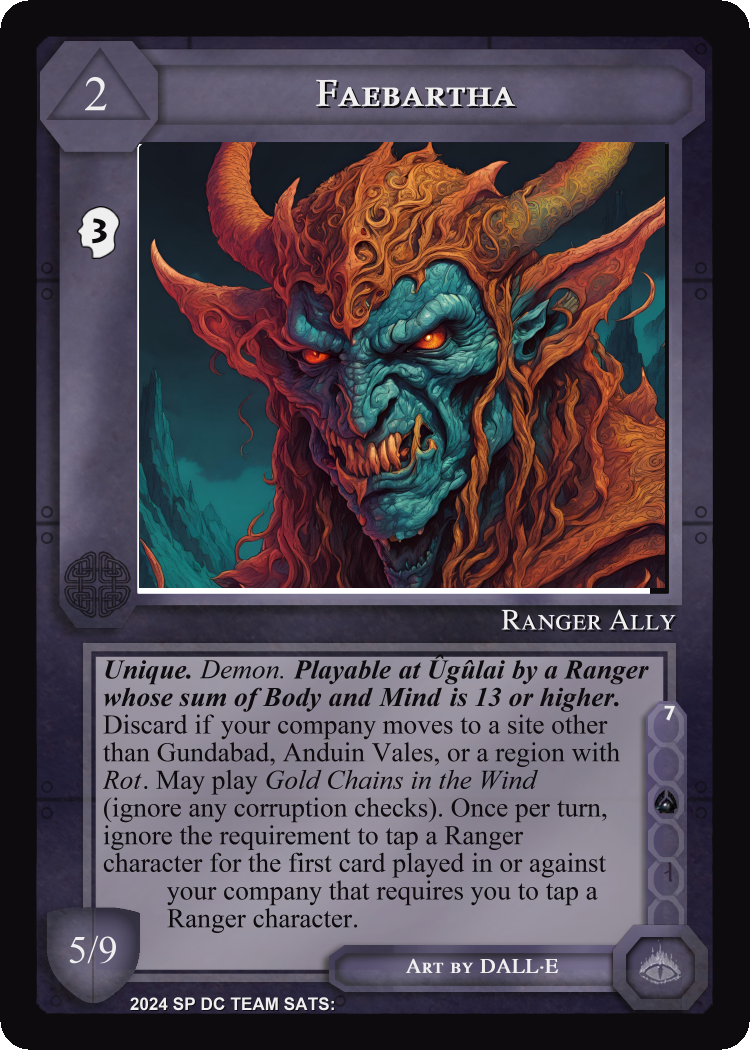 2
FAEBARTHA
3
RANGER ALLY
Unique. Demon. Playable at Ûgûlai by a Ranger
whose sum of Body and Mind is 13 or higher.
Discard if your company moves to a site other
than Gundabad, Anduin Vales, or a region with
Rot. May play Gold Chains in the Wind
(ignore any corruption checks). Once per turn,
ignore the requirement to tap a Ranger
character for the first card played in or against
your company that requires you to tap a
Ranger character.
7
1
5/9
ART BY DALL·E
2024 SP DC TEAM SATS: